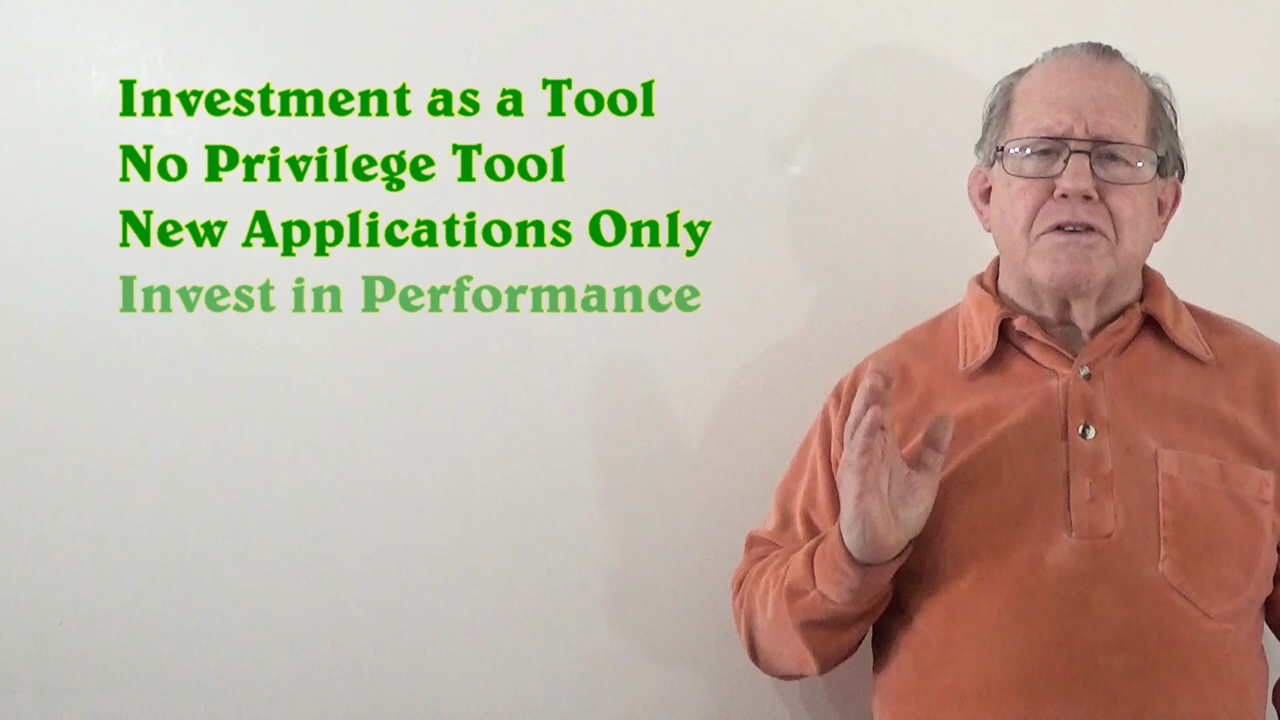 Investment as a Tool
No Privilege Tool
New Applications Only
Invest in Performance